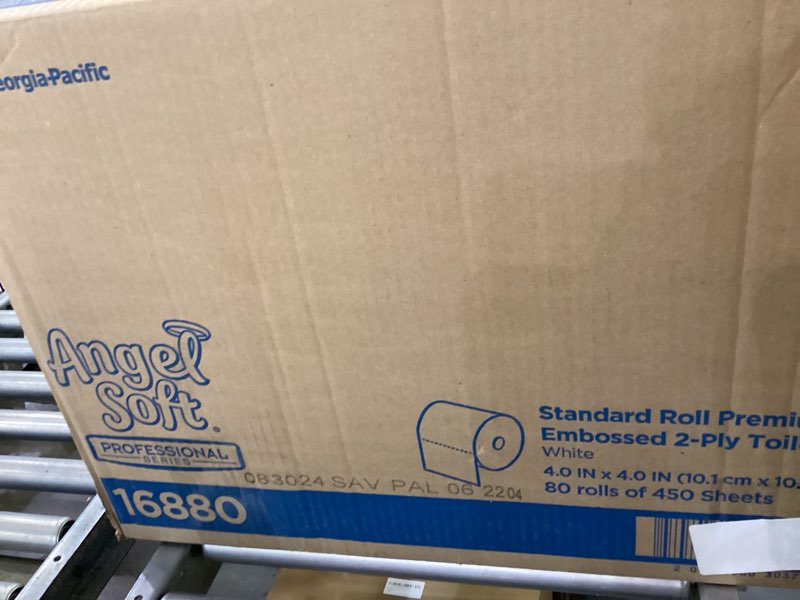 eorgia-Pacific
Angel
Soft.
PROFESSIONAL
SERIES
083024 SAV PAL 06 2204
16880
Standard Roll Premiu
Embossed 2-Ply Toil
White
4.0 IN x 4.0 IN (10.1 cm x 10.
80 rolls of 450 Sheets